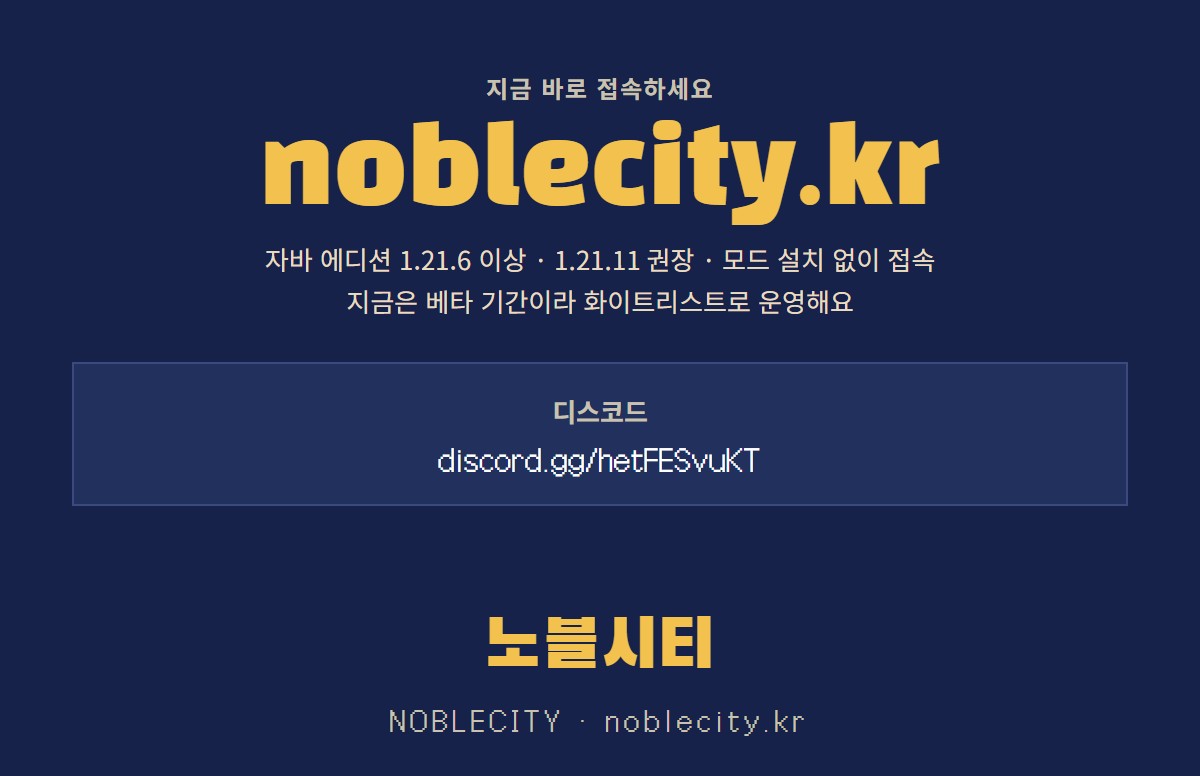 지금 바로 접속하세요
noblecity.kr
자바 에디션 1.21.6 이상 · 1.21.11 권장 · 모드 설치 없이 접속
지금은 베타 기간이라 화이트리스트로 운영해요
디스코드
discord.gg/hetFESvuKT
노블시티
NOBLECITY · noblecity.kr